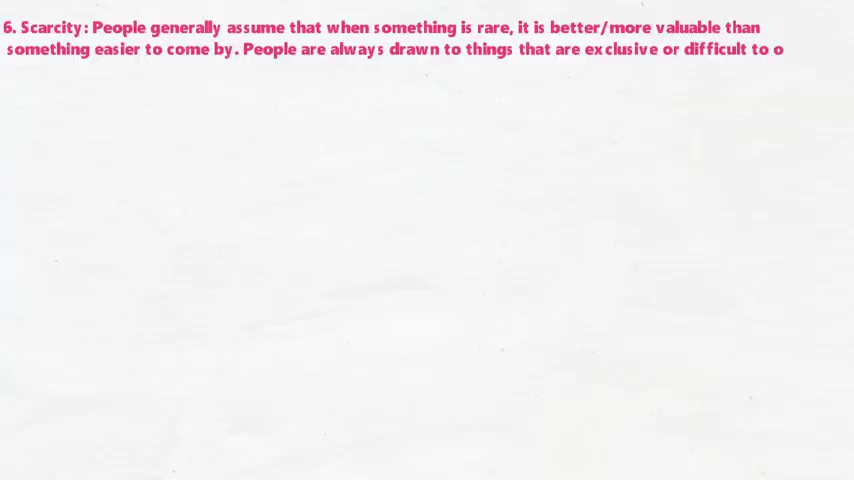 6. Scarcity: People generally assume that when something is rare, it is better/more valuable than
something easier to come by. People are always drawn to things that are exclusive or difficult to o